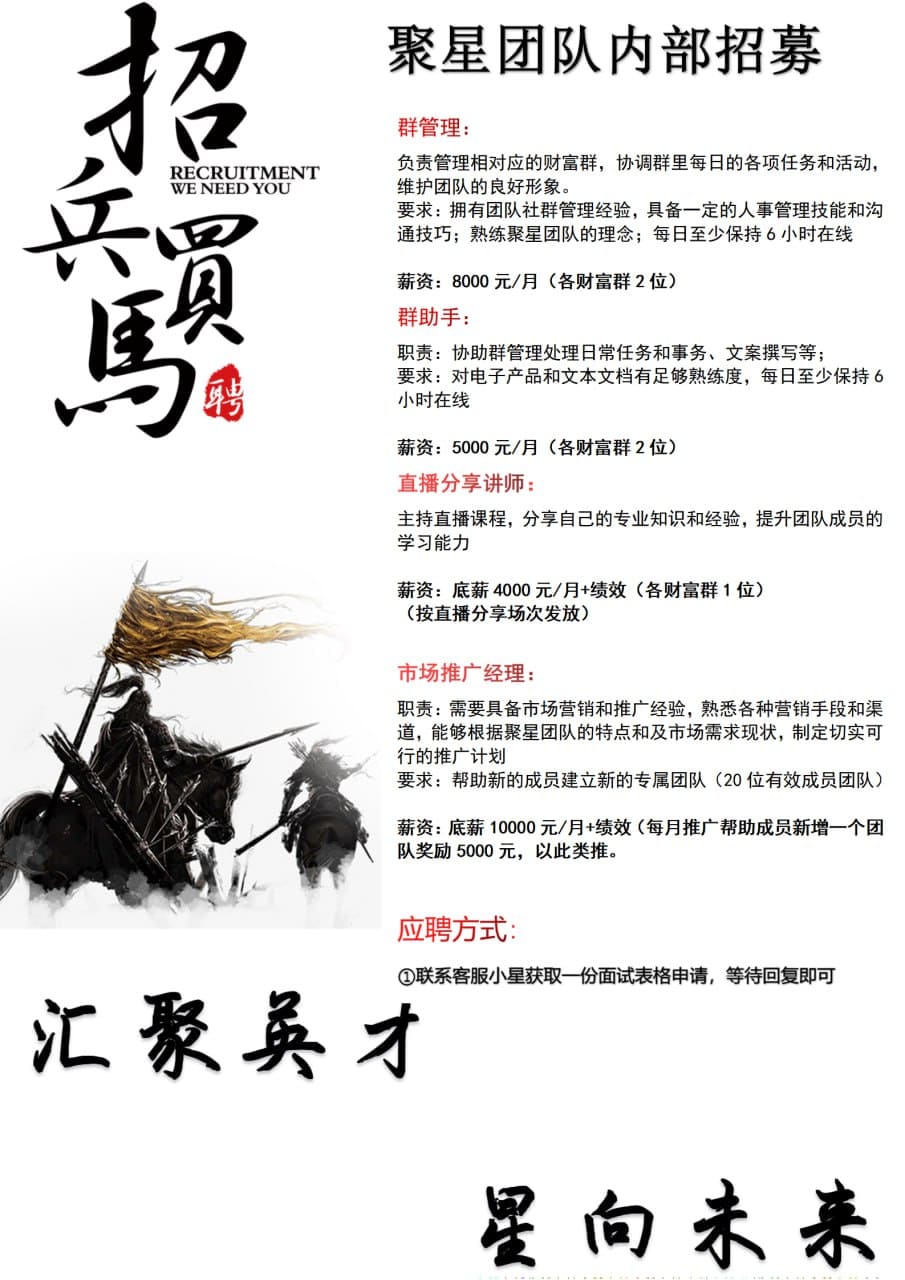 招兵買馬
RECRUITMENT
WE NEED YOU
聘
聚星团队内部招募
群管理：
负责管理相对应的财富群，协调群里每日的各项任务和活动，
维护团队的良好形象。
要求：拥有团队社群管理经验，具备一定的人事管理技能和沟
通技巧；熟练聚星团队的理念；每日至少保持 6 小时在线
薪资：8000 元/月（各财富群 2 位）
群助手：
职责：协助群管理处理日常任务和事务、文案撰写等；
要求：对电子产品和文本文档有足够熟练度，每日至少保持 6
小时在线
薪资：5000 元/月（各财富群 2 位）
直播分享讲师：
主持直播课程，分享自己的专业知识和经验，提升团队成员的
学习能力
薪资：底薪 4000 元/月+绩效（各财富群 1 位）
（按直播分享场次发放）
市场推广经理：
职责：需要具备市场营销和推广经验，熟悉各种营销手段和渠
道，能够根据聚星团队的特点和及市场需求现状，制定切实可
行的推广计划
要求：帮助新的成员建立新的专属团队（20 位有效成员团队）
薪资：底薪 10000 元/月+绩效（每月推广帮助成员新增一个团
队奖励 5000 元，以此类推。
应聘方式：
①联系客服小星获取一份面试表格申请，等待回复即可
汇聚英才
星向未来